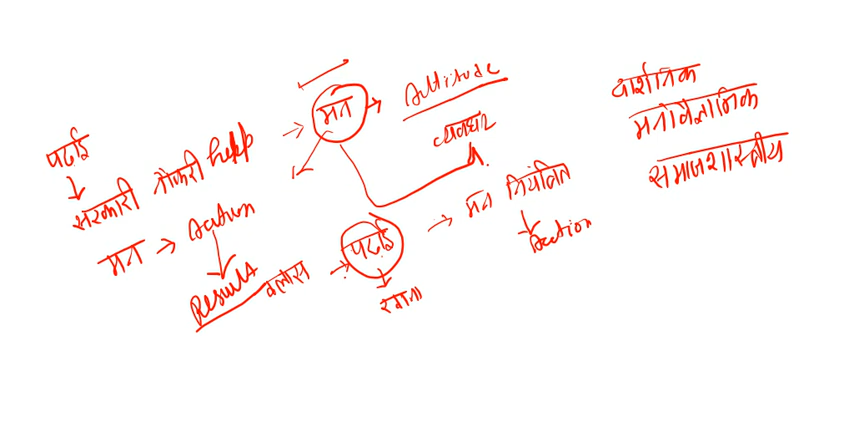 पढाई
सरकारी नौकरी help
मन
Attitude
व्यवहार
मन → Action
Results
क्लास → पढाई
खाना
→ मन नियंत्रित
Action
दार्शनिक
मनोवैज्ञानिक
समाजशास्त्रीय